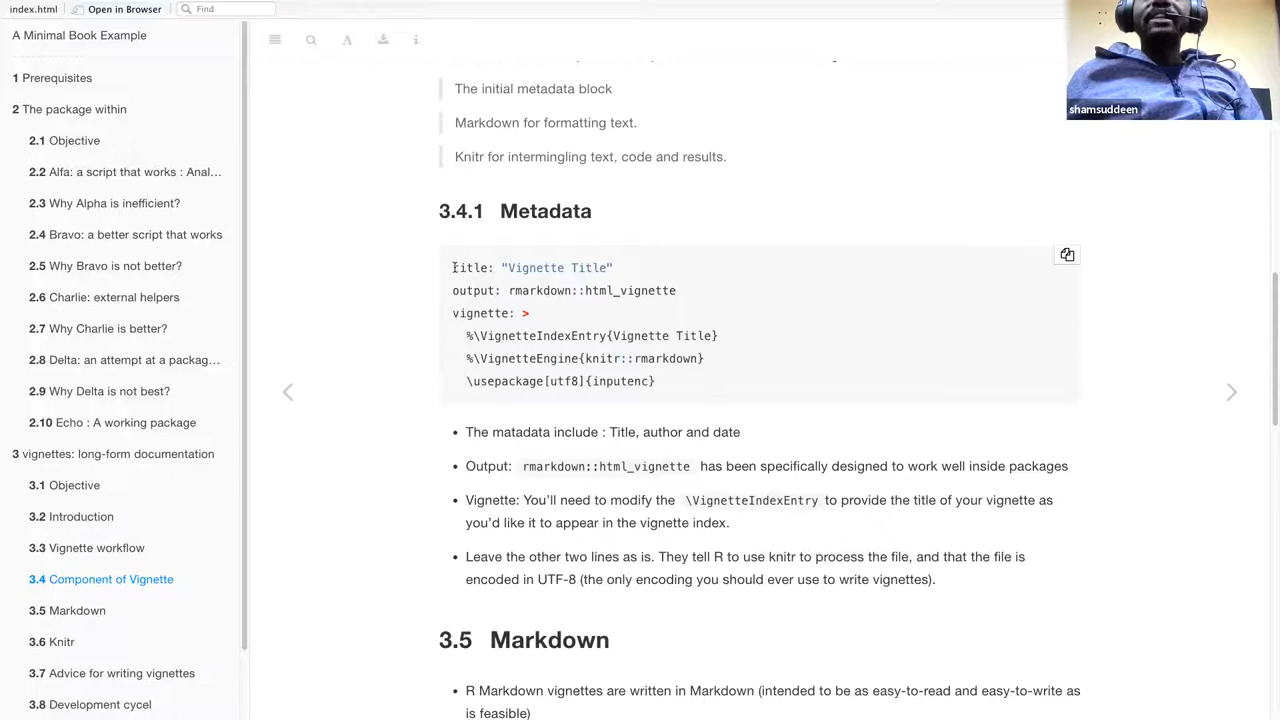 index.html Open in Browser Find
A Minimal Book Example
1 Prerequisites
2 The package within
2.1 Objective
2.2 Alfa: a script that works : Anal...
2.3 Why Alpha is inefficient?
2.4 Bravo: a better script that works
2.5 Why Bravo is not better?
2.6 Charlie: external helpers
2.7 Why Charlie is better?
2.8 Delta: an attempt at a packag...
2.9 Why Delta is not best?
2.10 Echo : A working package
3 vignettes: long-form documentation
3.1 Objective
3.2 Introduction
3.3 Vignette workflow
3.4 Component of Vignette
3.5 Markdown
3.6 Knitr
3.7 Advice for writing vignettes
3.8 Development cycel
The initial metadata block
Markdown for formatting text.
Knitr for intermingling text, code and results.
3.4.1 Metadata
Title: "Vignette Title"
output: rmarkdown::html_vignette
vignette: >
%\VignetteIndexEntry{Vignette Title}
%\VignetteEngine{knitr::rmarkdown}
\usepackage[utf8]{inputenc}
• The matadata include : Title, author and date
• Output: rmarkdown::html_vignette has been specifically designed to work well inside packages
• Vignette: You'll need to modify the \VignetteIndexEntry to provide the title of your vignette as
you'd like it to appear in the vignette index.
• Leave the other two lines as is. They tell R to use knitr to process the file, and that the file is
encoded in UTF-8 (the only encoding you should ever use to write vignettes).
3.5 Markdown
• R Markdown vignettes are written in Markdown (intended to be as easy-to-read and easy-to-write as
is feasible)
shamsuddeen